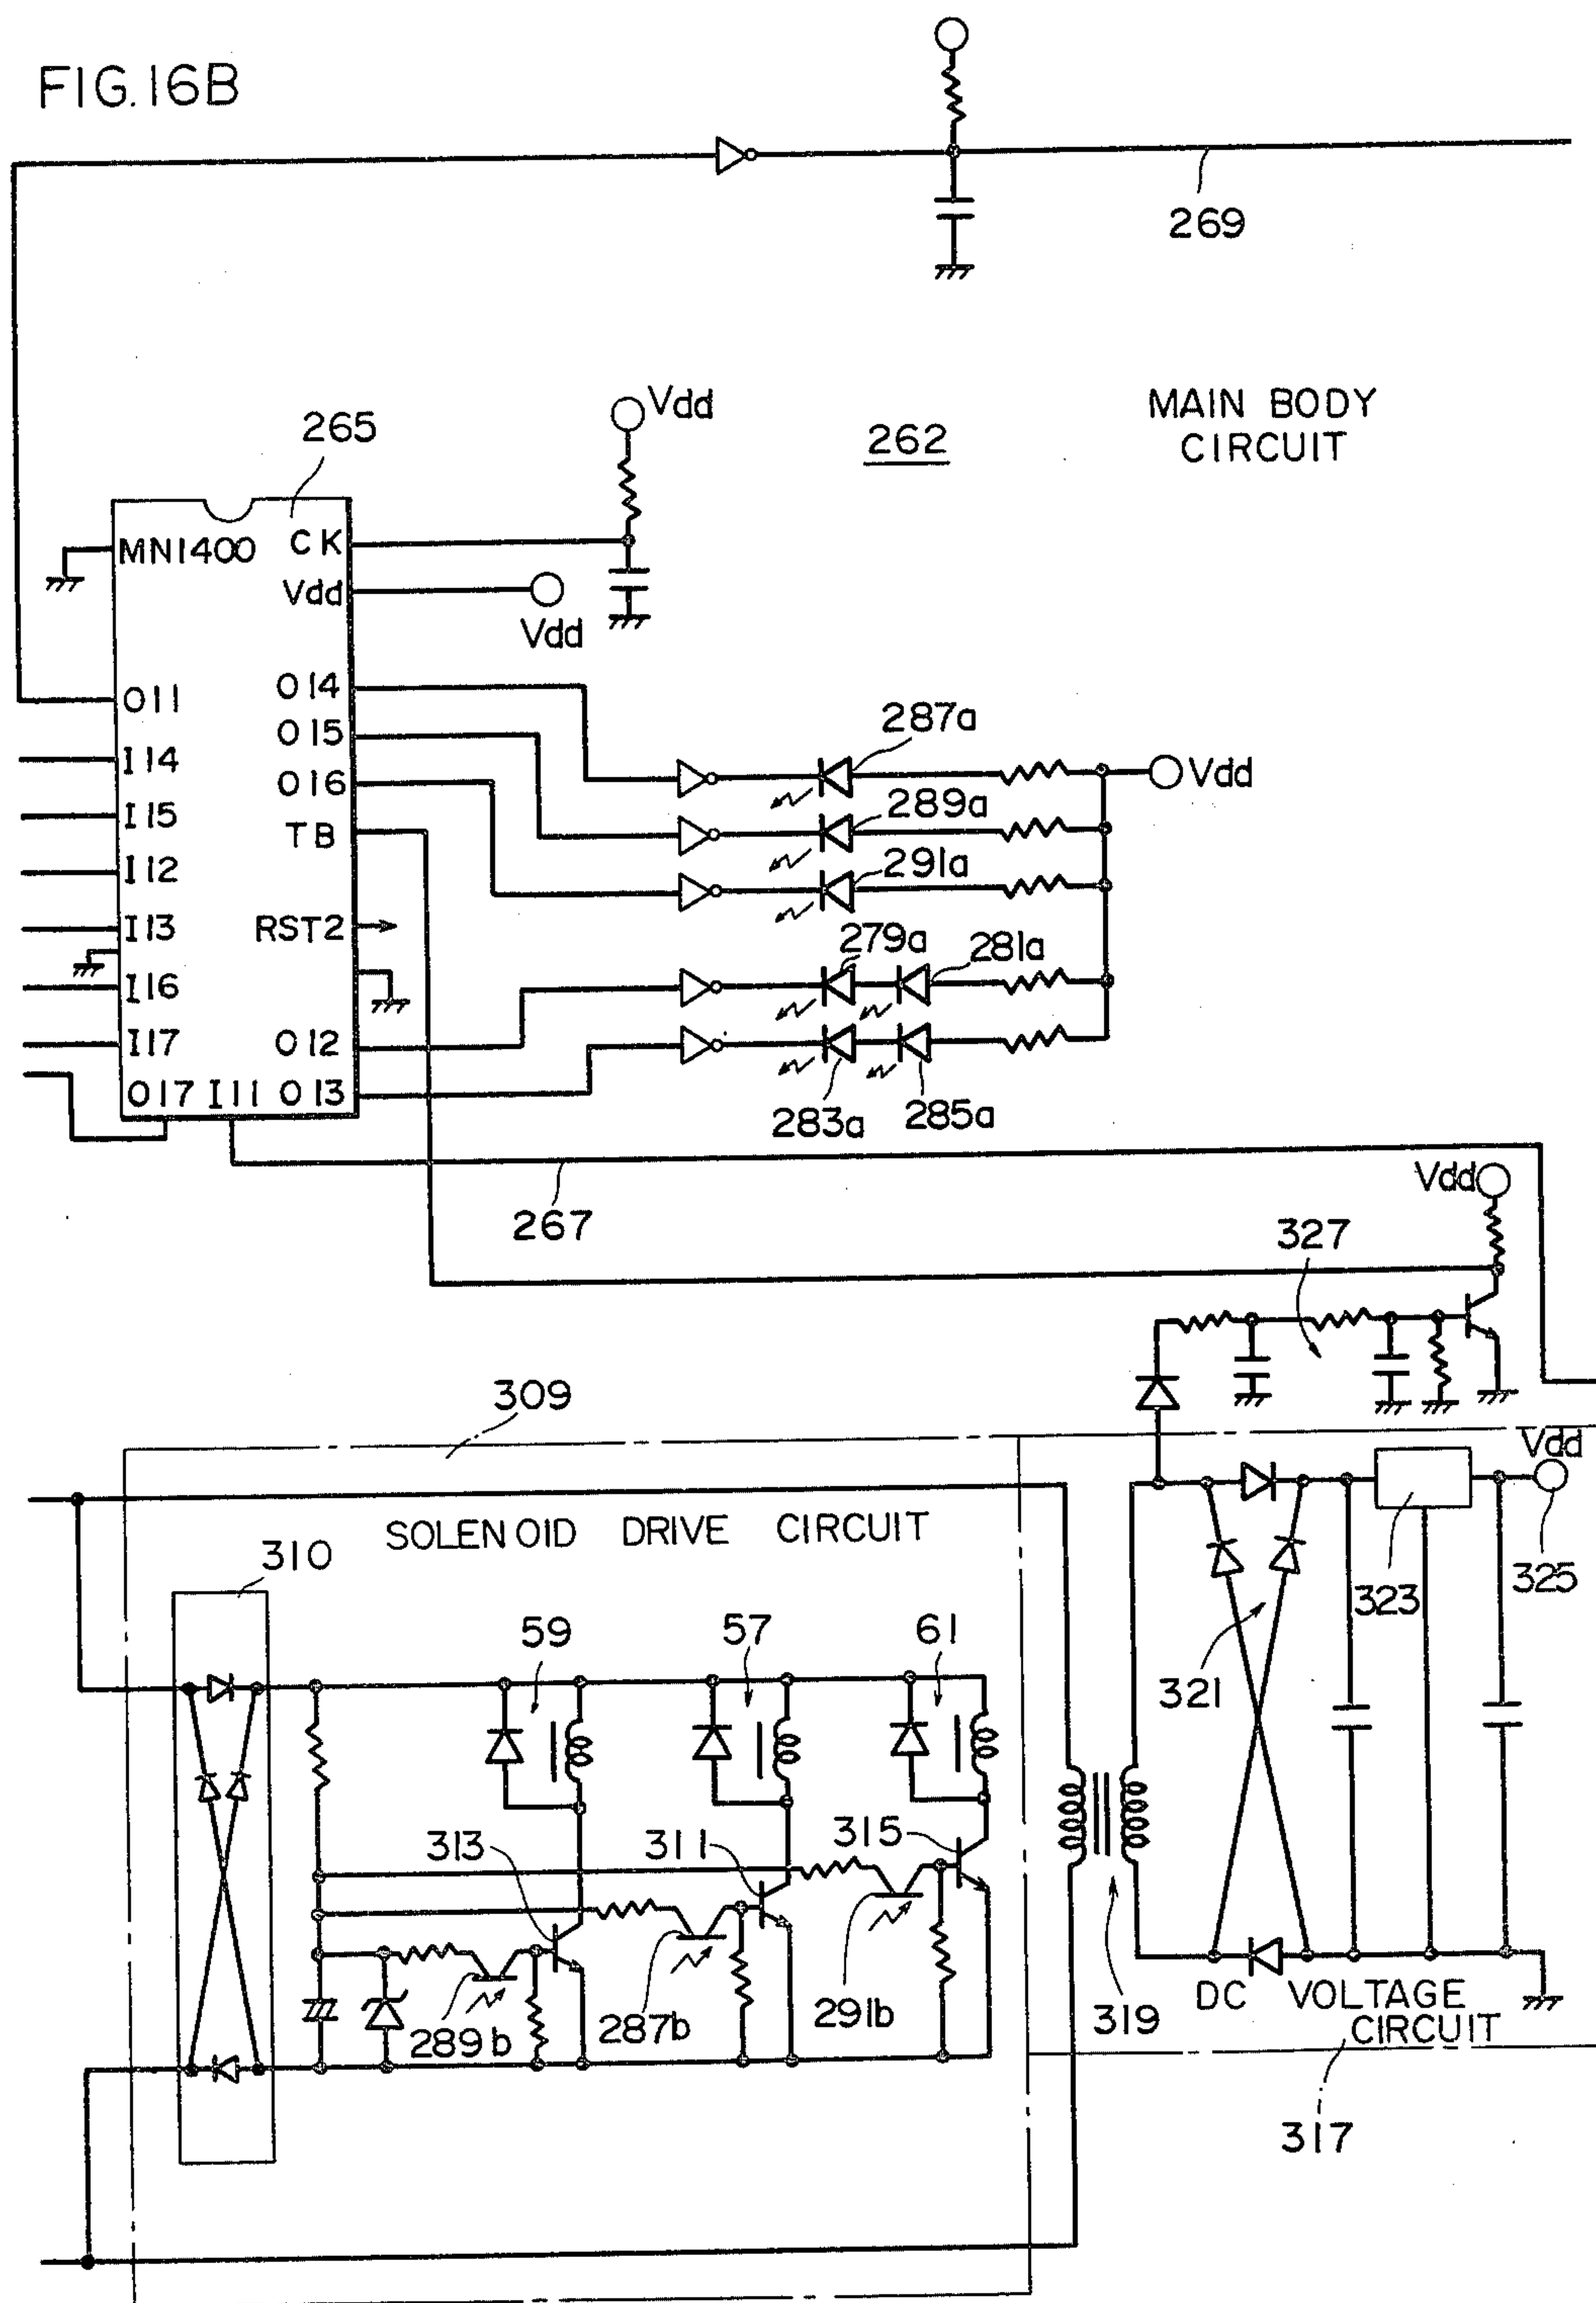 FIG. 16B
269
MAIN BODY
CIRCUIT
262
265
Vdd
MN1400
CK
Vdd
Vdd
O11
O14
I14
O15
I15
O16
I12
TB
I13
RST2
I16
I17
O12
O17
I11
O13
287a
Vdd
289a
291a
279a
281a
283a
285a
267
Vdd
327
309
SOLENOID DRIVE CIRCUIT
310
Vdd
325
323
321
59
57
61
313
311
315
289b
287b
291b
319
DC VOLTAGE
CIRCUIT
317